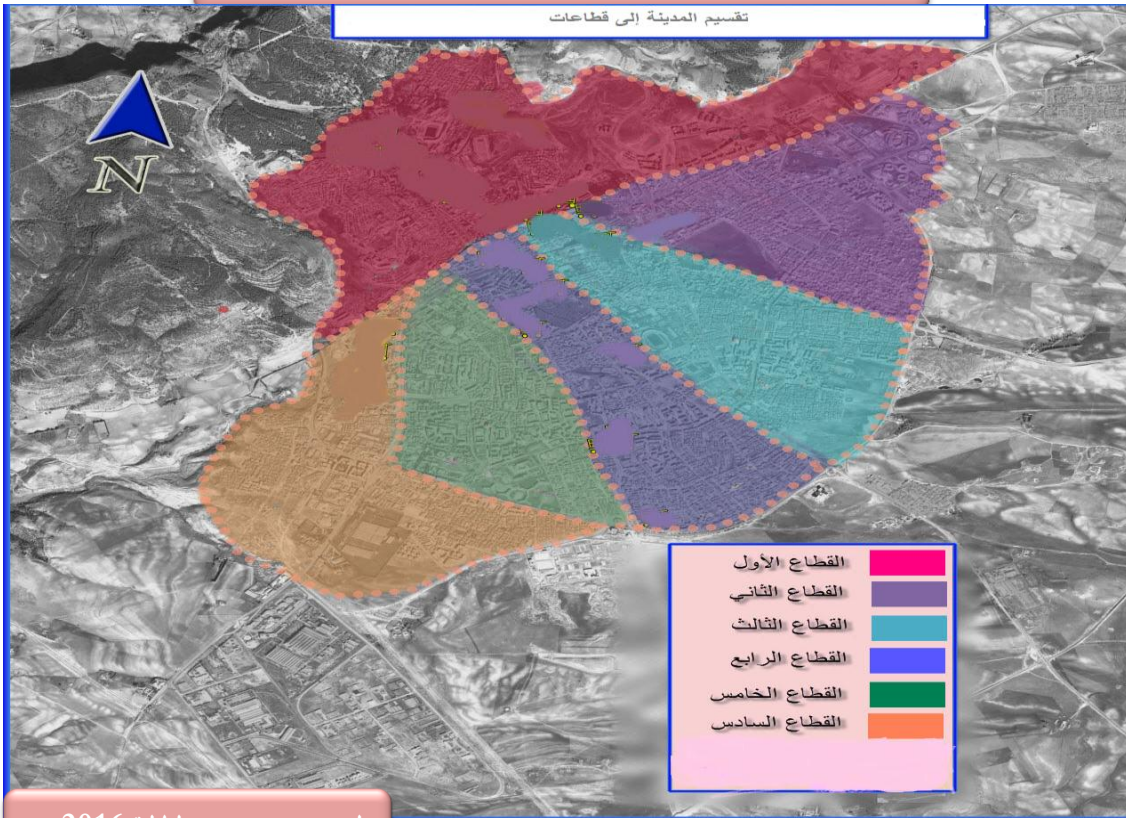 تقسيم المدينة إلى قطاعات
N
القطاع الأول
القطاع الثاني
القطاع الثالث
القطاع الرابع
القطاع الخامس
القطاع السادس
2016